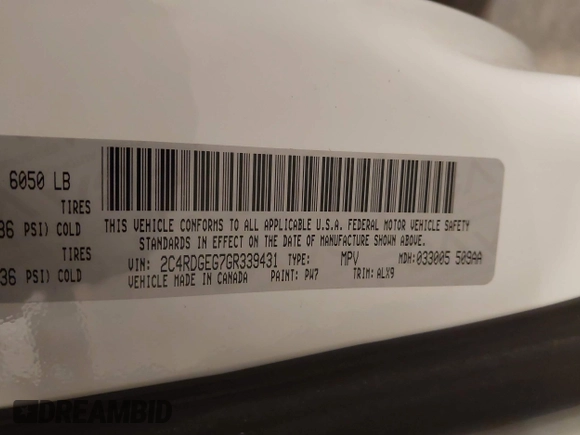 6050 LB
TIRES
36 PSI) COLD
TIRES
36 PSI) COLD
THIS VEHICLE CONFORMS TO ALL APPLICABLE U.S.A. FEDERAL MOTOR VEHICLE SAFETY
STANDARDS IN EFFECT ON THE DATE OF MANUFACTURE SHOWN ABOVE.
VIN: 2C4RDGEG7GR339431 TYPE: MPV MDH:033005 509AA
VEHICLE MADE IN CANADA PAINT: PW7 TRIM: ALX9
DREAMBID